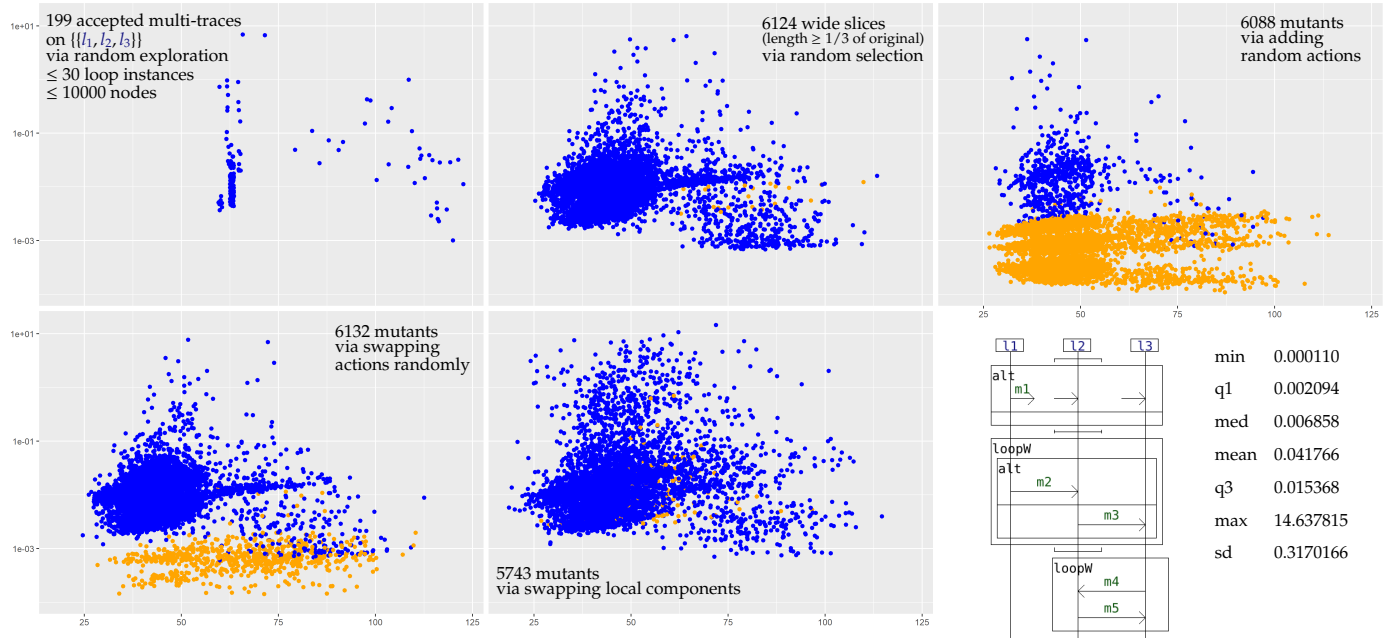 199 accepted multi-traces
on {{l₁, l₂, l₃}}
via random exploration
≤ 30 loop instances
≤ 10000 nodes
1e+01
1e-01
1e-03
6124 wide slices
(length ≥ 1/3 of original)
via random selection
6088 mutants
via adding
random actions
25 50 75 100 125
6132 mutants
via swapping
actions randomly
1e+01
1e-01
1e-03
25 50 75 100 125
5743 mutants
via swapping local components
25 50 75 100 125
l1 l2 l3
alt
m1
loopW
alt
m2
m3
loopW
m4
m5
min 0.000110
q1 0.002094
med 0.006858
mean 0.041766
q3 0.015368
max 14.637815
sd 0.3170166